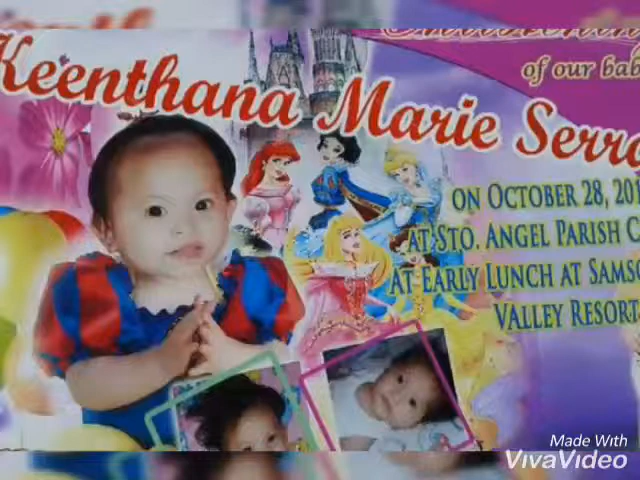 of our bab
Keenthana Marie Serra
ON OCTOBER 28, 201
AT STO. ANGEL PARISH C
AT EARLY LUNCH AT SAMSO
VALLEY RESORT
Made With
VivaVideo